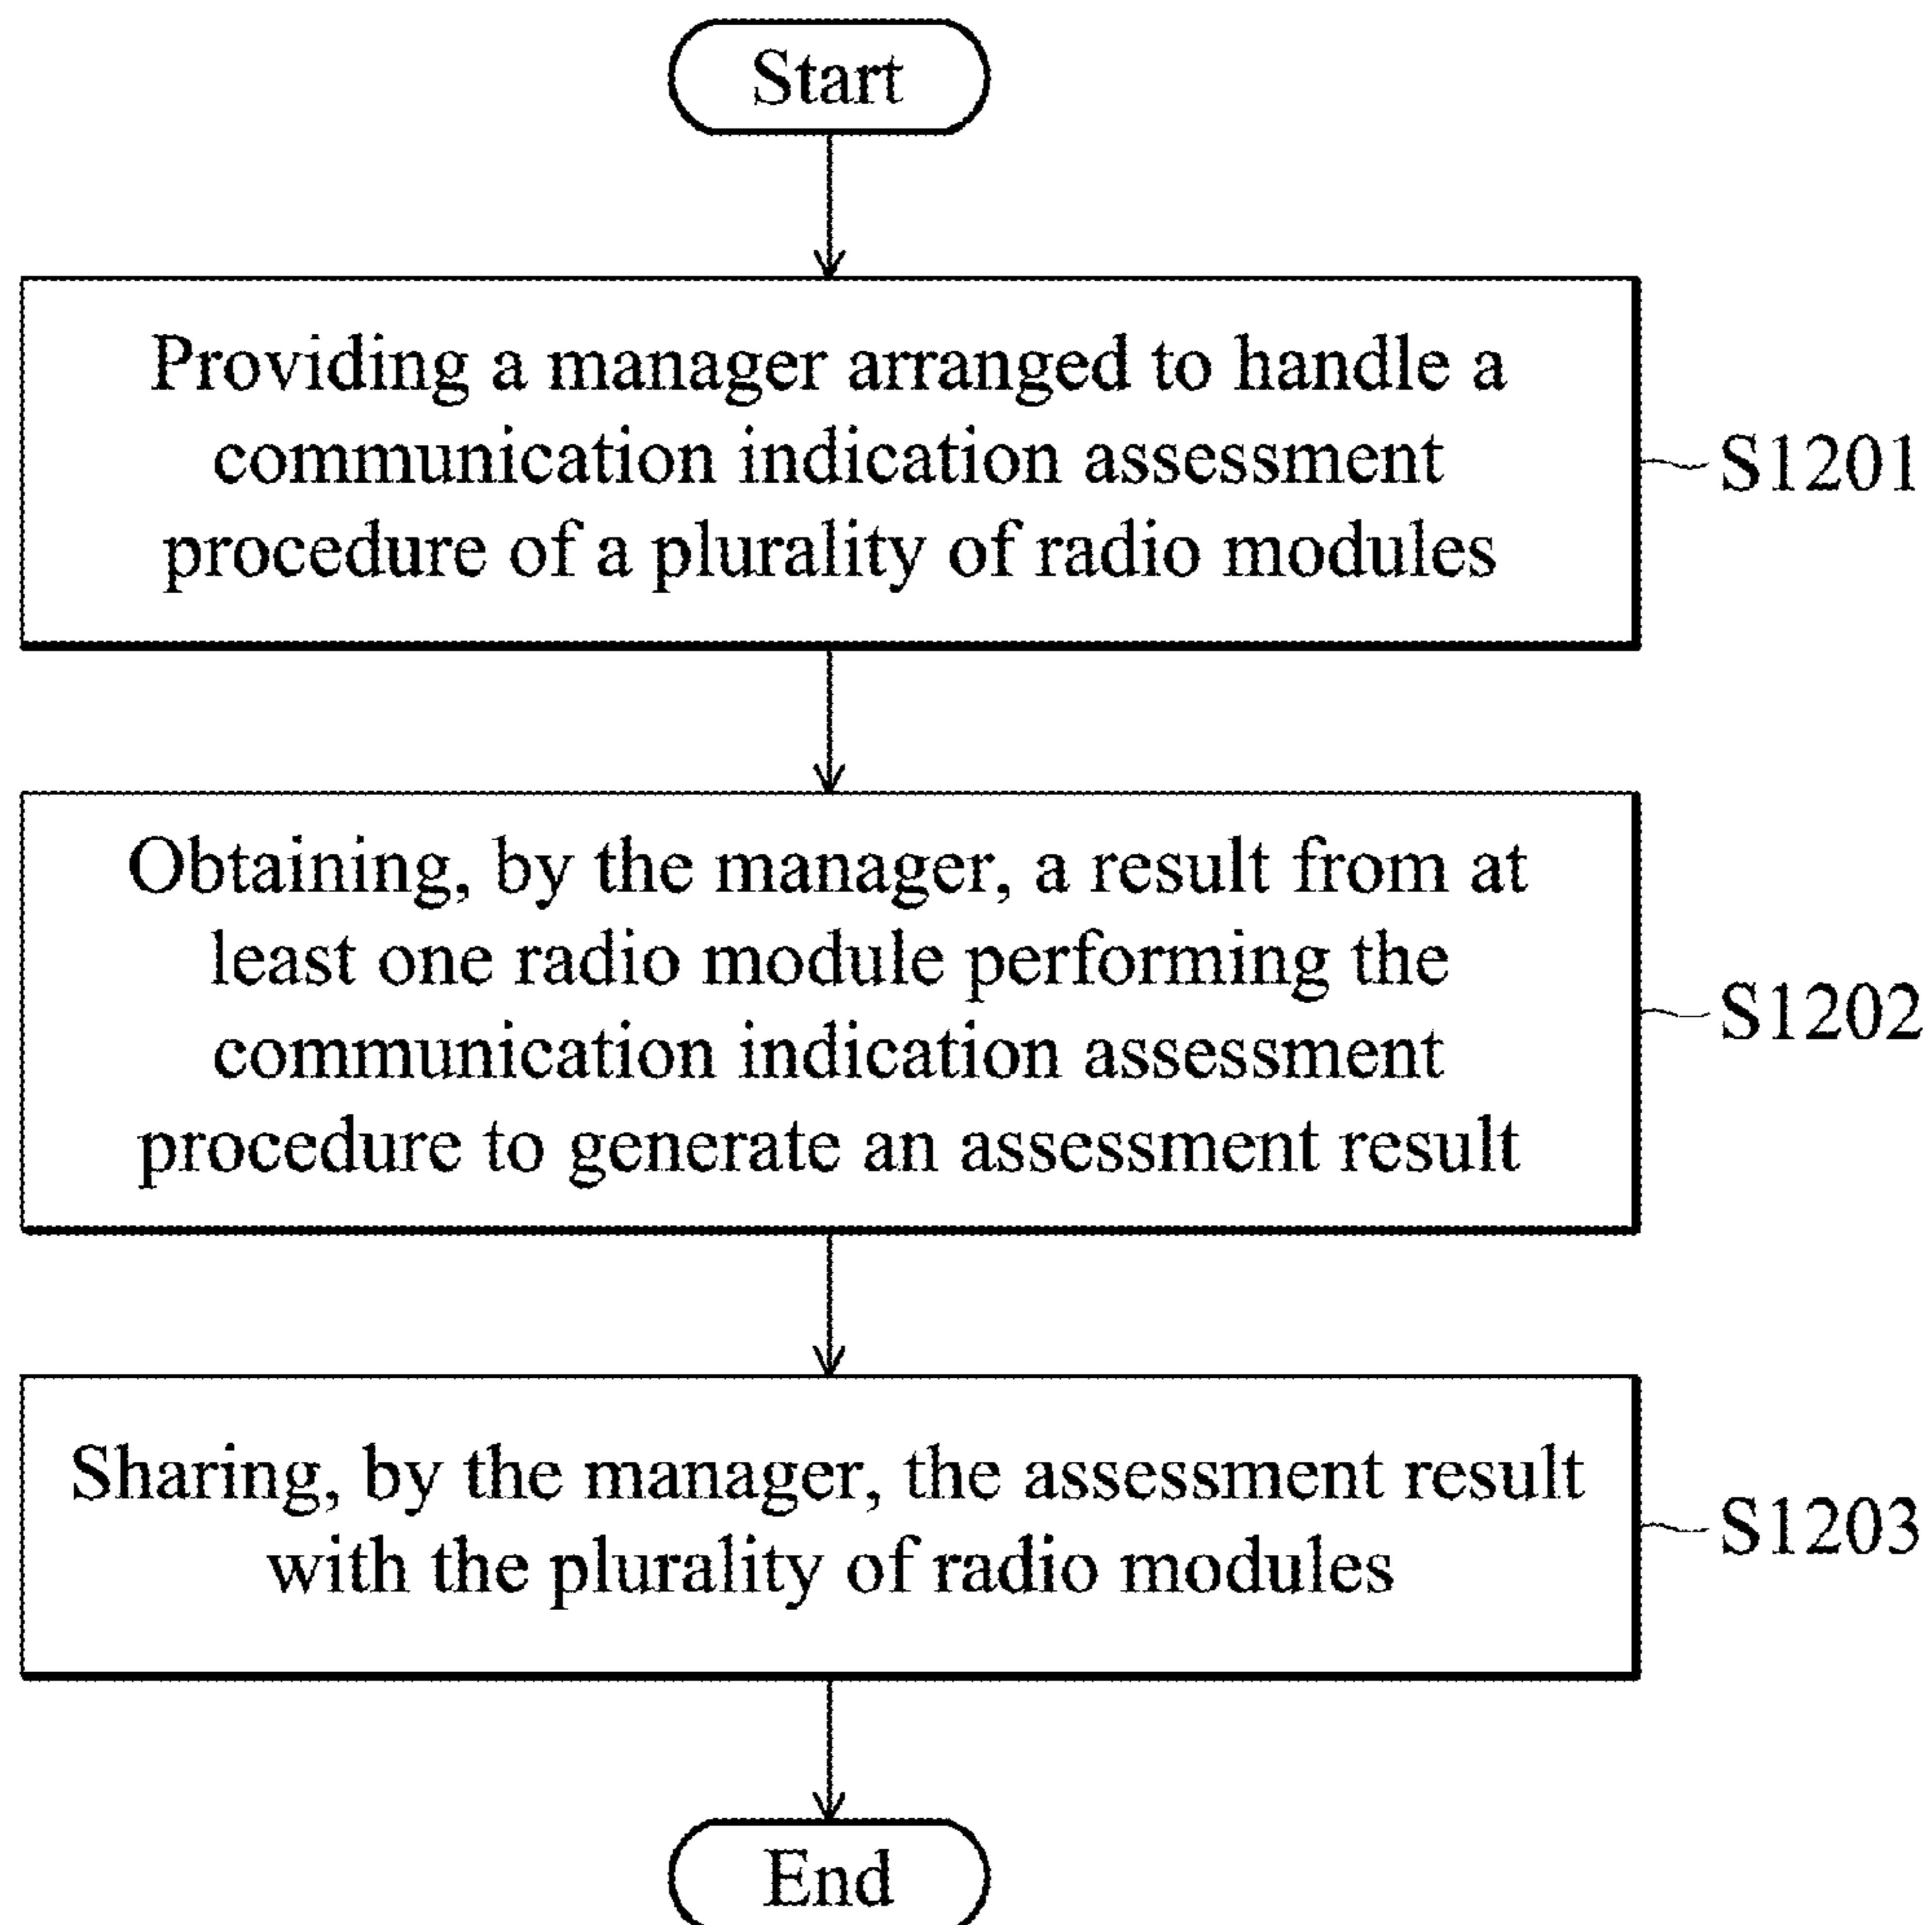 Start
Providing a manager arranged to handle a
communication indication assessment
procedure of a plurality of radio modules
S1201
Obtaining, by the manager, a result from at
least one radio module performing the
communication indication assessment
procedure to generate an assessment result
S1202
Sharing, by the manager, the assessment result
with the plurality of radio modules
S1203
End